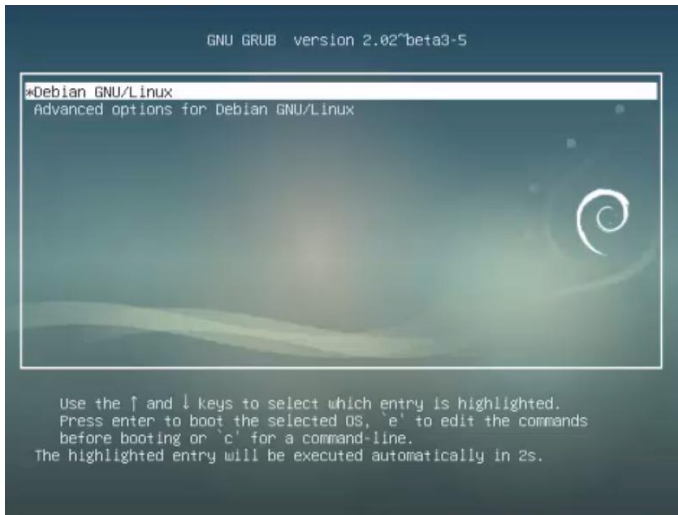 GNU GRUB version 2.02~beta3-5
*Debian GNU/Linux
Advanced options for Debian GNU/Linux
Use the ↑ and ↓ keys to select which entry is highlighted.
Press enter to boot the selected OS, `e' to edit the commands
before booting or `c' for a command-line.
The highlighted entry will be executed automatically in 2s.